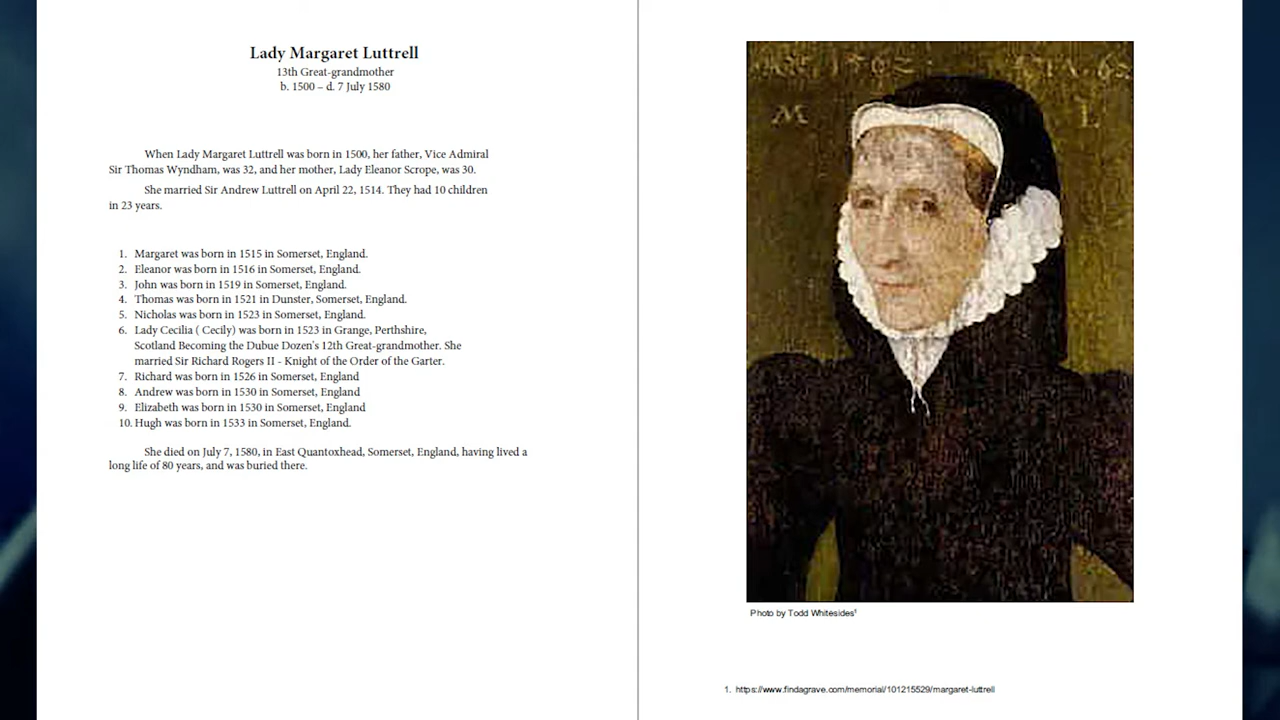 Lady Margaret Luttrell
13th Great-grandmother
b. 1500 – d. 7 July 1580
When Lady Margaret Luttrell was born in 1500, her father, Vice Admiral
Sir Thomas Wyndham, was 32, and her mother, Lady Eleanor Scrope, was 30.
She married Sir Andrew Luttrell on April 22, 1514. They had 10 children
in 23 years.
1. Margaret was born in 1515 in Somerset, England.
2. Eleanor was born in 1516 in Somerset, England.
3. John was born in 1519 in Somerset, England.
4. Thomas was born in 1521 in Dunster, Somerset, England.
5. Nicholas was born in 1523 in Somerset, England.
6. Lady Cecilia ( Cecily) was born in 1523 in Grange, Perthshire,
Scotland Becoming the Dubue Dozen's 12th Great-grandmother. She
married Sir Richard Rogers II - Knight of the Order of the Garter.
7. Richard was born in 1526 in Somerset, England
8. Andrew was born in 1530 in Somerset, England
9. Elizabeth was born in 1530 in Somerset, England
10. Hugh was born in 1533 in Somerset, England.
She died on July 7, 1580, in East Quantoxhead, Somerset, England, having lived a
long life of 80 years, and was buried there.
M L
Photo by Todd Whitesides¹
1. https://www.findagrave.com/memorial/101215529/margaret-luttrell